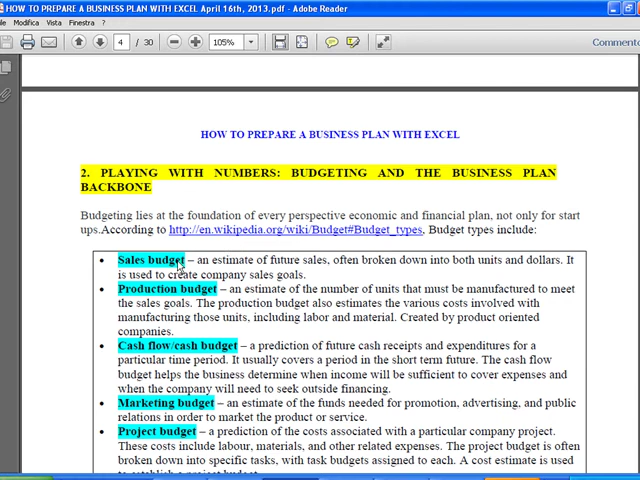 HOW TO PREPARE A BUSINESS PLAN WITH EXCEL April 16th, 2013.pdf - Adobe Reader
Modifica Vista Finestra ?
4 / 30 105% Commento
HOW TO PREPARE A BUSINESS PLAN WITH EXCEL
2. PLAYING WITH NUMBERS: BUDGETING AND THE BUSINESS PLAN
BACKBONE
Budgeting lies at the foundation of every perspective economic and financial plan, not only for start
ups.According to http://en.wikipedia.org/wiki/Budget#Budget_types, Budget types include:
• Sales budget – an estimate of future sales, often broken down into both units and dollars. It
is used to create company sales goals.
• Production budget – an estimate of the number of units that must be manufactured to meet
the sales goals. The production budget also estimates the various costs involved with
manufacturing those units, including labor and material. Created by product oriented
companies.
• Cash flow/cash budget – a prediction of future cash receipts and expenditures for a
particular time period. It usually covers a period in the short term future. The cash flow
budget helps the business determine when income will be sufficient to cover expenses and
when the company will need to seek outside financing.
• Marketing budget – an estimate of the funds needed for promotion, advertising, and public
relations in order to market the product or service.
• Project budget – a prediction of the costs associated with a particular company project.
These costs include labour, materials, and other related expenses. The project budget is often
broken down into specific tasks, with task budgets assigned to each. A cost estimate is used
to establish a project budget.